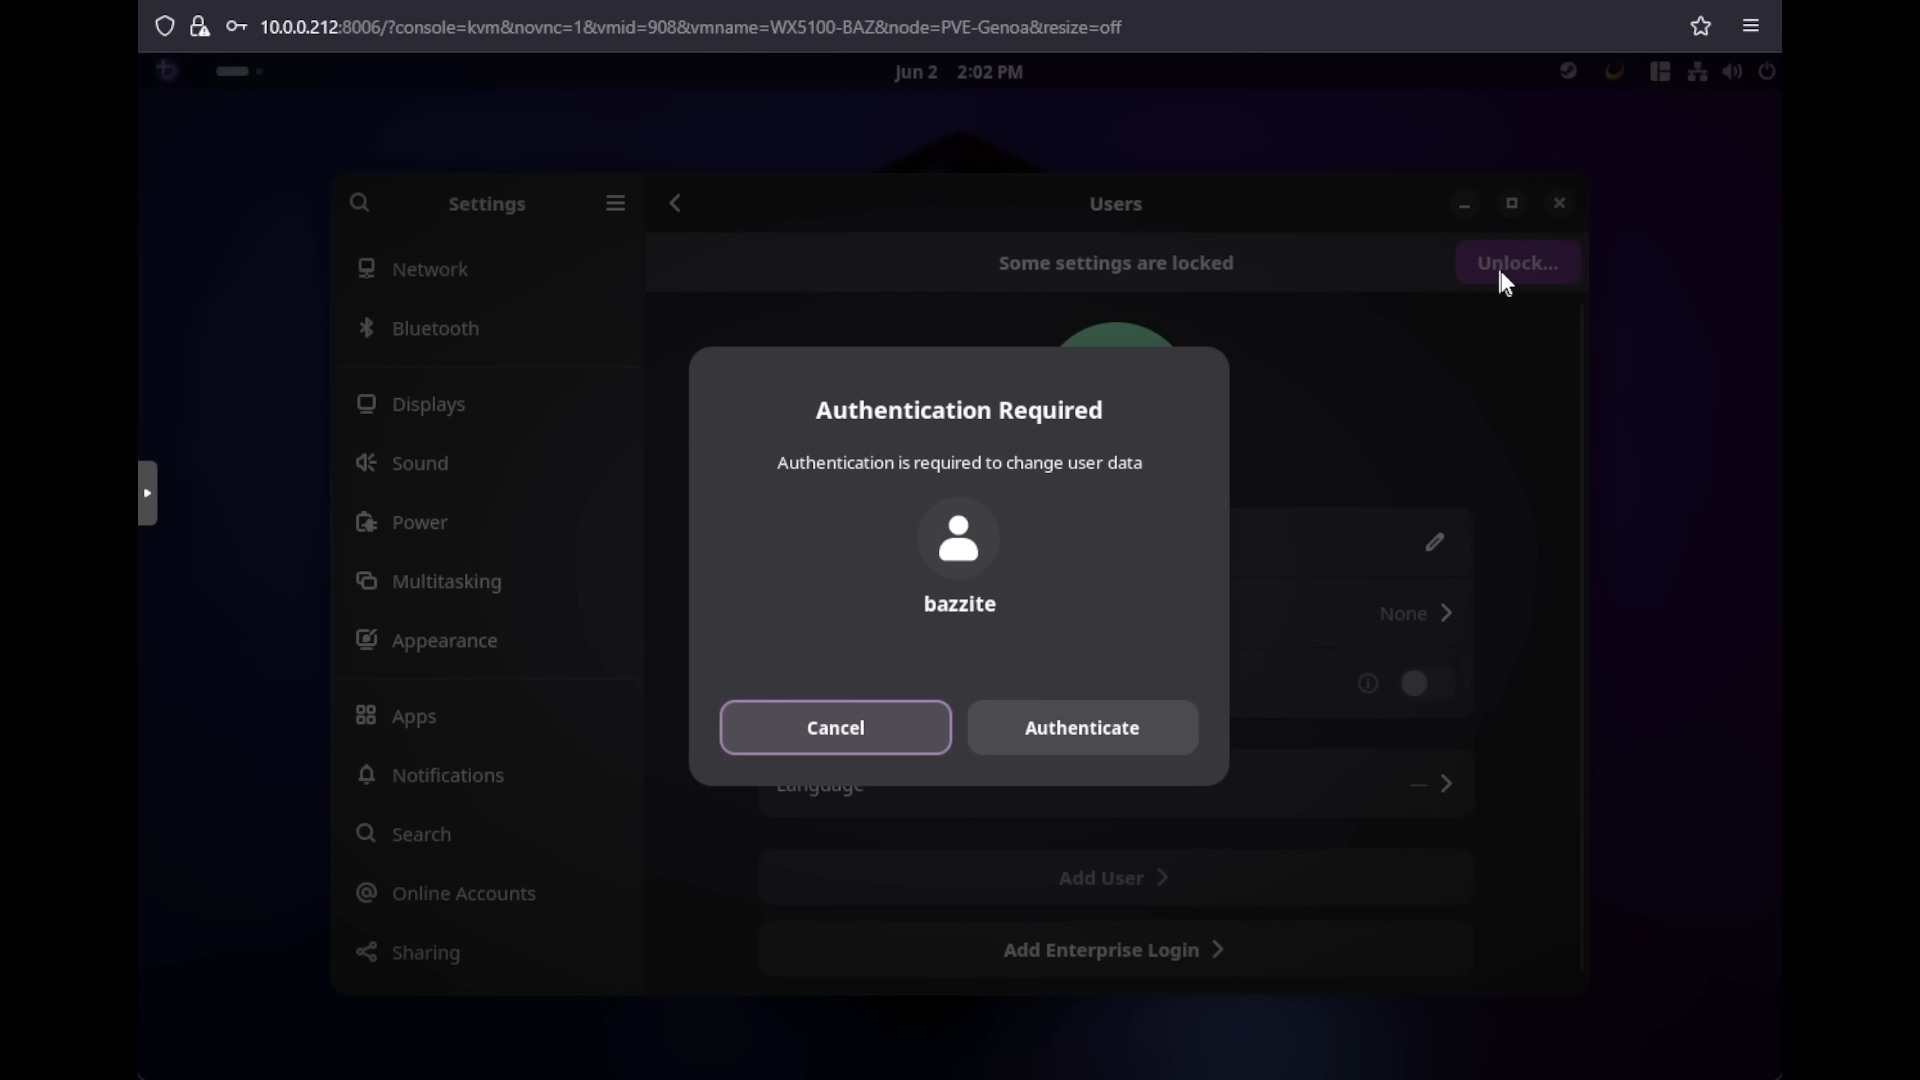 10.0.0.212:8006/?console=kvm&novnc=1&vmid=908&vmname=WX5100-BAZ&node=PVE-Genoa&resize=off
Jun 2 2:02 PM
Settings
Users
Some settings are locked
Unlock...
Network
Bluetooth
Displays
Sound
Power
Multitasking
Appearance
Apps
Notifications
Search
Online Accounts
Sharing
Authentication Required
Authentication is required to change user data
bazzite
Cancel
Authenticate
None
Language
—
Add User
Add Enterprise Login